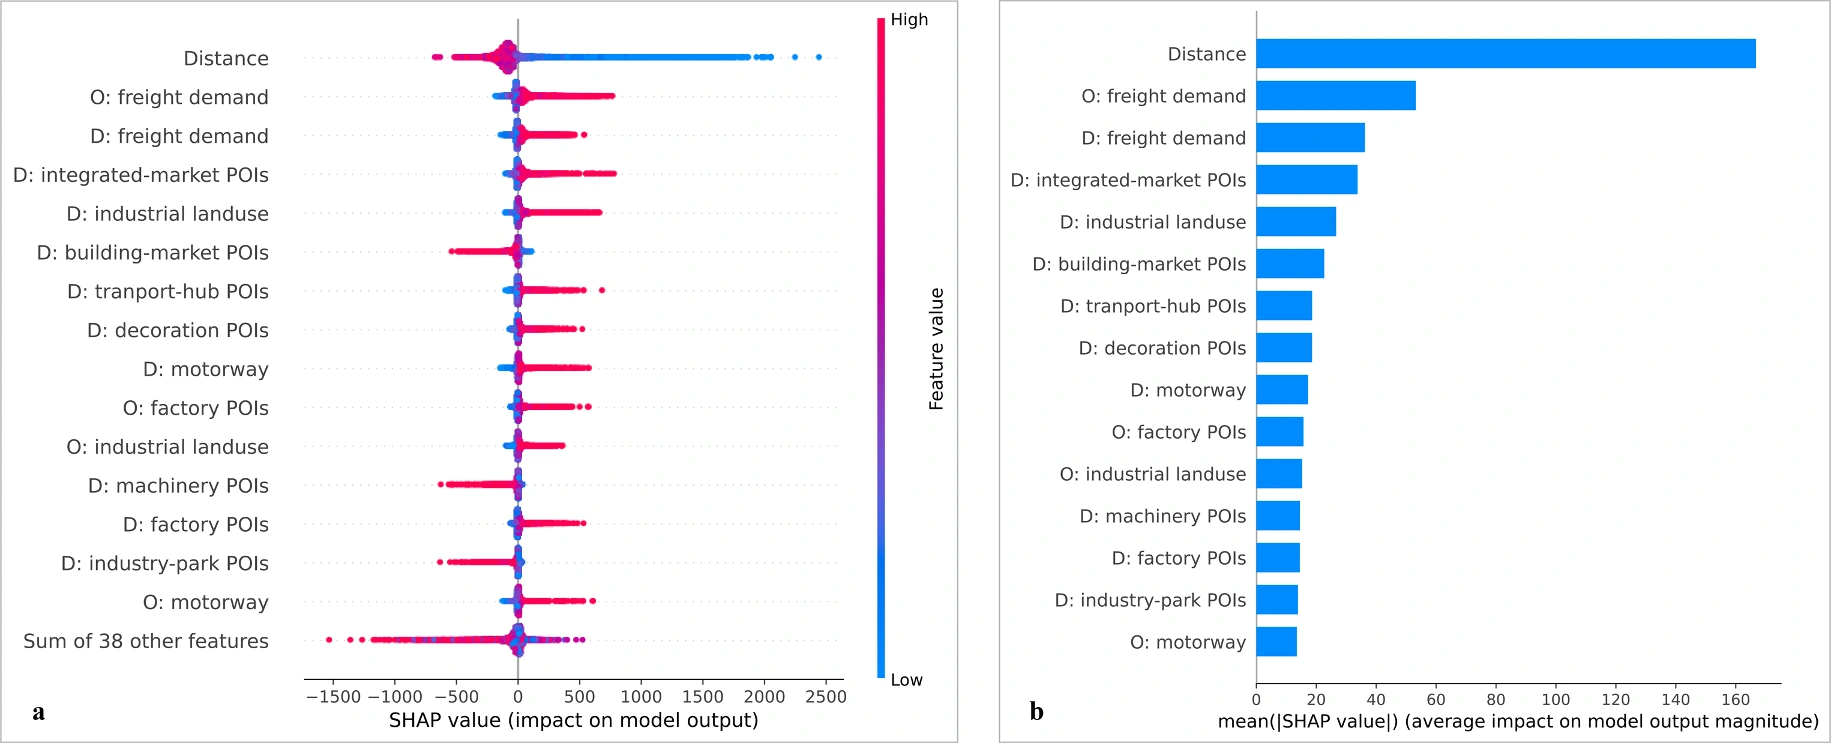 High
Distance
O: freight demand
D: freight demand
D: integrated-market POIs
D: industrial landuse
D: building-market POIs
D: tranport-hub POIs
D: decoration POIs
D: motorway
O: factory POIs
O: industrial landuse
D: machinery POIs
D: factory POIs
D: industry-park POIs
O: motorway
Sum of 38 other features
Feature value
Low
−1500 −1000 −500 0 500 1000 1500 2000 2500
SHAP value (impact on model output)
a
Distance
O: freight demand
D: freight demand
D: integrated-market POIs
D: industrial landuse
D: building-market POIs
D: tranport-hub POIs
D: decoration POIs
D: motorway
O: factory POIs
O: industrial landuse
D: machinery POIs
D: factory POIs
D: industry-park POIs
O: motorway
0 20 40 60 80 100 120 140 160
mean(|SHAP value|) (average impact on model output magnitude)
b